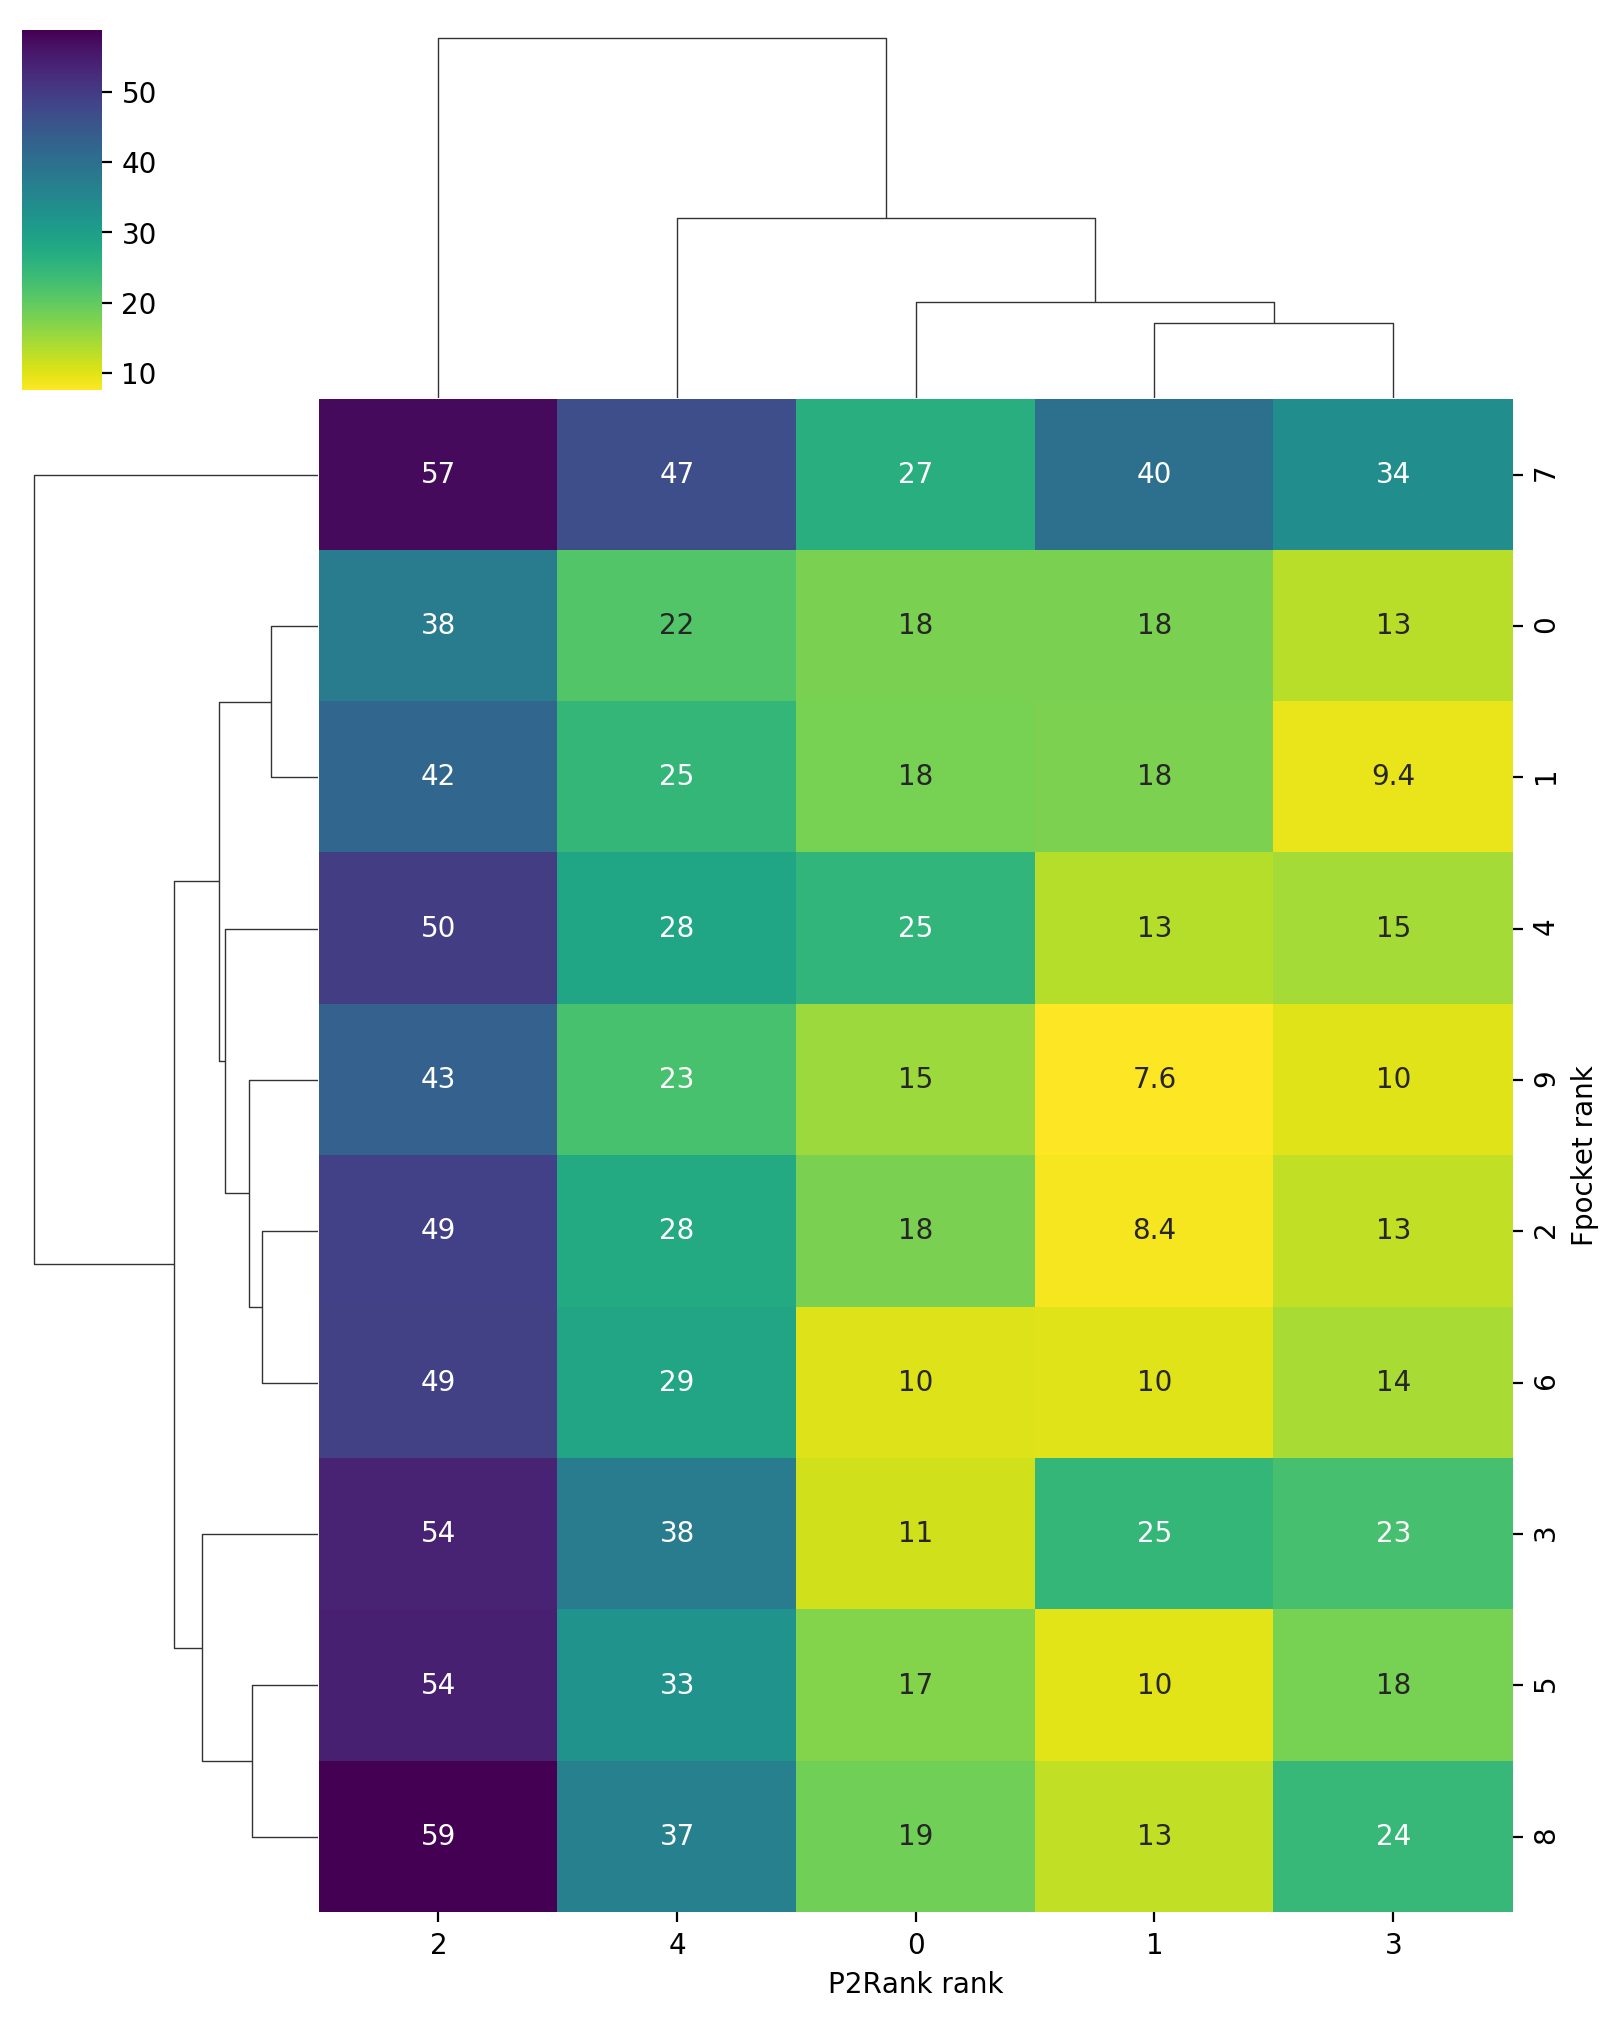 50
40
30
20
10
57 47 27 40 34 7
38 22 18 18 13 0
42 25 18 18 9.4 1
50 28 25 13 15 4
43 23 15 7.6 10 9
49 28 18 8.4 13 2
49 29 10 10 14 6
54 38 11 25 23 3
54 33 17 10 18 5
59 37 19 13 24 8
Fpocket rank
2 4 0 1 3
P2Rank rank